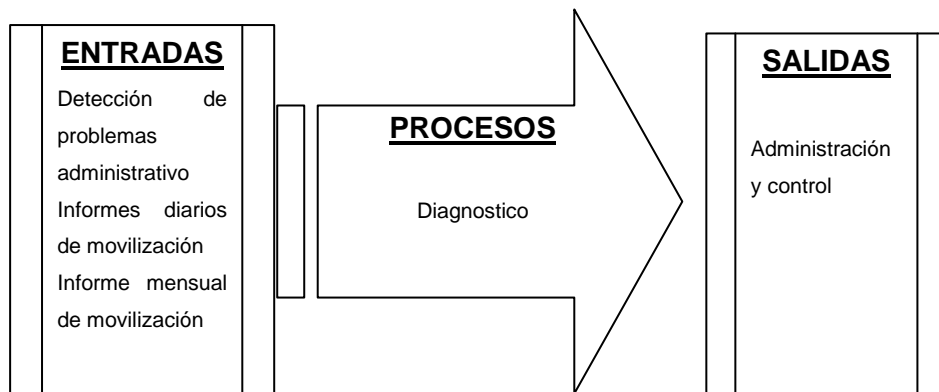 ENTRADAS
Detección de
problemas
administrativo
Informes diarios
de movilización
Informe mensual
de movilización
PROCESOS
Diagnostico
SALIDAS
Administración
y control